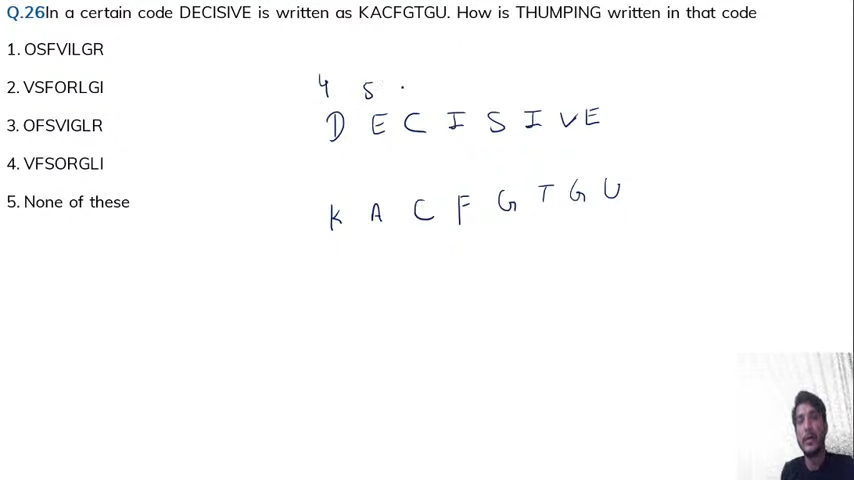 Q.26In a certain code DECISIVE is written as KACFGTGU. How is THUMPING written in that code
1. OSFVILGR
2. VSFORLGI
3. OFSVIGLR
4. VFSORGLI
5. None of these
4 5 .
D E C I S I V E
K A C F G T G U